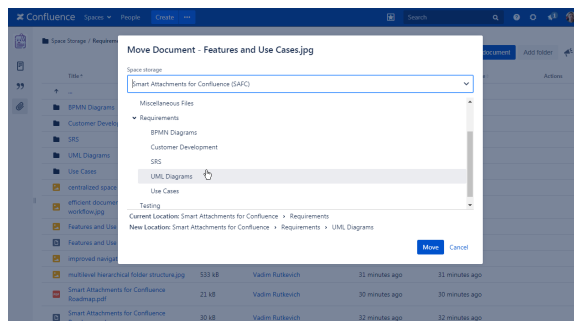 Confluence Spaces People Create ··· Search
Space Storage / Requirem
document Add folder
Title Actions
..
BPMN Diagrams
Customer Develop
SRS
UML Diagrams
Use Cases
centralized space
efficient documen
workflow.jpg
Features and Use
Features and Use
improved navigat
multilevel hierarchical folder structure.jpg 533 kB Vadim Rutkevich 31 minutes ago 31 minutes ago
Smart Attachments for Confluence
Roadmap.pdf 21 kB Vadim Rutkevich 30 minutes ago 30 minutes ago
Smart Attachments for Confluence
30 kB Vadim Rutkevich 32 minutes ago 32 minutes ago
Move Document - Features and Use Cases.jpg
Space storage
Smart Attachments for Confluence (SAFC)
Miscellaneous Files
Requirements
BPMN Diagrams
Customer Development
SRS
UML Diagrams
Use Cases
Testing
Current Location: Smart Attachments for Confluence › Requirements
New Location: Smart Attachments for Confluence › Requirements › UML Diagrams
Move Cancel